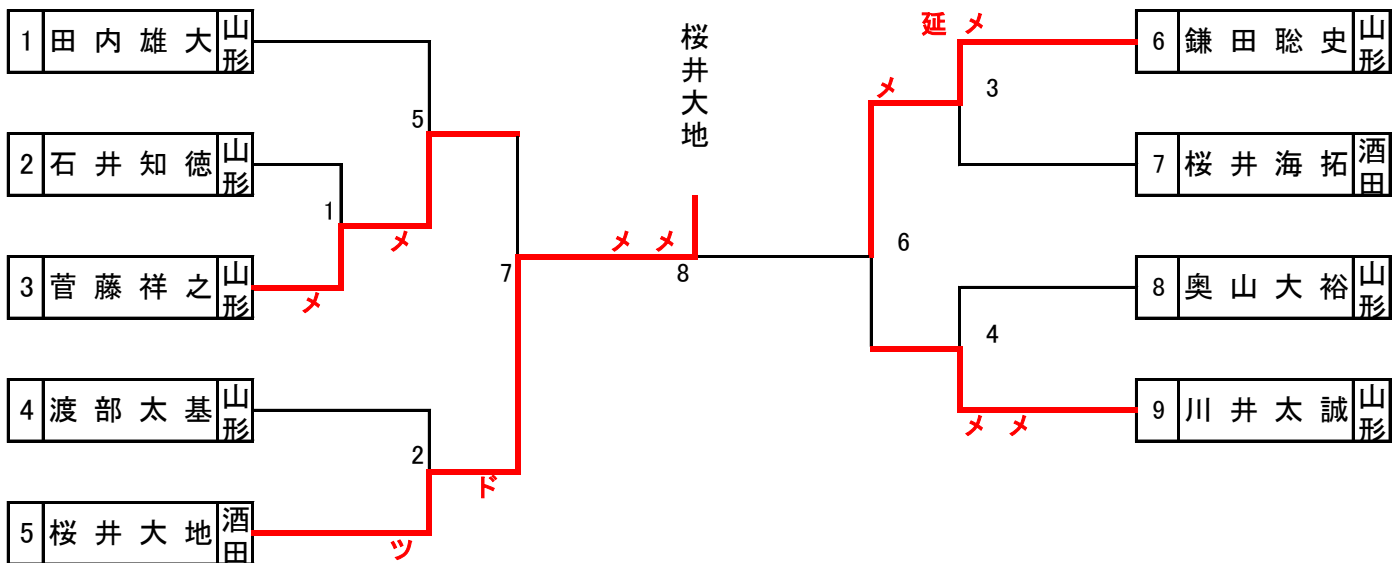 1 田内雄大 山形
2 石井知徳 山形
3 菅藤祥之 山形
4 渡部太基 山形
5 桜井大地 酒田
5
1
メ
メ
2
ド
ツ
7
桜井大地
メメ
8
延メ
メ
3
6
4
メメ
6 鎌田聡史 山形
7 桜井海拓 酒田
8 奥山大裕 山形
9 川井太誠 山形